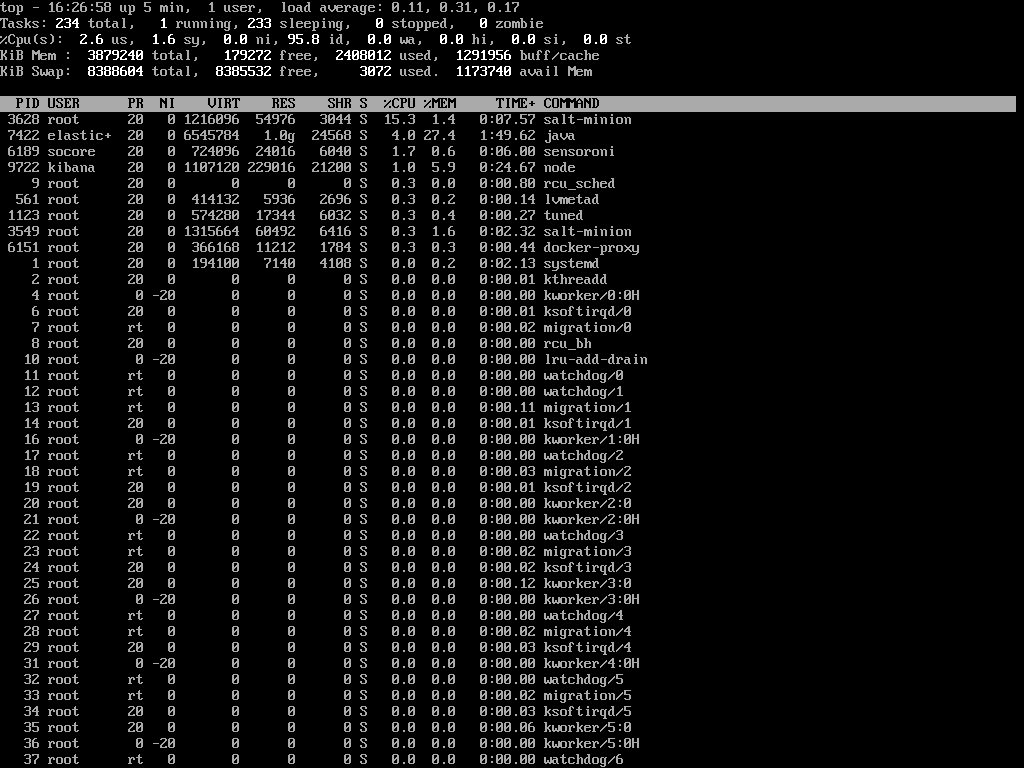 top - 16:26:58 up 5 min,  1 user,  load average: 0.11, 0.31, 0.17
Tasks: 234 total,   1 running, 233 sleeping,   0 stopped,   0 zombie
%Cpu(s):  2.6 us,  1.6 sy,  0.0 ni, 95.8 id,  0.0 wa,  0.0 hi,  0.0 si,  0.0 st
KiB Mem :  3879240 total,   179272 free,  2408012 used,  1291956 buff/cache
KiB Swap:  8388604 total,  8385532 free,     3072 used.  1173740 avail Mem
  PID USER      PR  NI    VIRT    RES    SHR S  %CPU %MEM     TIME+ COMMAND
 3628 root      20   0 1216096  54976   3044 S  15.3  1.4   0:07.57 salt-minion
 7422 elastic+  20   0 6545784   1.0g  24568 S   4.0 27.4   1:49.62 java
 6189 socore    20   0  724096  24016   6040 S   1.7  0.6   0:06.00 sensoroni
 9722 kibana    20   0 1107120 229016  21200 S   1.0  5.9   0:24.67 node
    9 root      20   0       0      0      0 S   0.3  0.0   0:00.80 rcu_sched
  561 root      20   0  414132   5936   2696 S   0.3  0.2   0:00.14 lvmetad
 1123 root      20   0  574280  17344   6032 S   0.3  0.4   0:00.27 tuned
 3549 root      20   0 1315664  60492   6416 S   0.3  1.6   0:02.32 salt-minion
 6151 root      20   0  366168  11212   1784 S   0.3  0.3   0:00.44 docker-proxy
    1 root      20   0  194100   7140   4108 S   0.0  0.2   0:02.13 systemd
    2 root      20   0       0      0      0 S   0.0  0.0   0:00.01 kthreadd
    4 root       0 -20       0      0      0 S   0.0  0.0   0:00.00 kworker/0:0H
    6 root      20   0       0      0      0 S   0.0  0.0   0:00.01 ksoftirqd/0
    7 root      rt   0       0      0      0 S   0.0  0.0   0:00.02 migration/0
    8 root      20   0       0      0      0 S   0.0  0.0   0:00.00 rcu_bh
   10 root       0 -20       0      0      0 S   0.0  0.0   0:00.00 lru-add-drain
   11 root      rt   0       0      0      0 S   0.0  0.0   0:00.00 watchdog/0
   12 root      rt   0       0      0      0 S   0.0  0.0   0:00.00 watchdog/1
   13 root      rt   0       0      0      0 S   0.0  0.0   0:00.11 migration/1
   14 root      20   0       0      0      0 S   0.0  0.0   0:00.01 ksoftirqd/1
   16 root       0 -20       0      0      0 S   0.0  0.0   0:00.00 kworker/1:0H
   17 root      rt   0       0      0      0 S   0.0  0.0   0:00.00 watchdog/2
   18 root      rt   0       0      0      0 S   0.0  0.0   0:00.03 migration/2
   19 root      20   0       0      0      0 S   0.0  0.0   0:00.01 ksoftirqd/2
   20 root      20   0       0      0      0 S   0.0  0.0   0:00.00 kworker/2:0
   21 root       0 -20       0      0      0 S   0.0  0.0   0:00.00 kworker/2:0H
   22 root      rt   0       0      0      0 S   0.0  0.0   0:00.00 watchdog/3
   23 root      rt   0       0      0      0 S   0.0  0.0   0:00.02 migration/3
   24 root      20   0       0      0      0 S   0.0  0.0   0:00.02 ksoftirqd/3
   25 root      20   0       0      0      0 S   0.0  0.0   0:00.12 kworker/3:0
   26 root       0 -20       0      0      0 S   0.0  0.0   0:00.00 kworker/3:0H
   27 root      rt   0       0      0      0 S   0.0  0.0   0:00.00 watchdog/4
   28 root      rt   0       0      0      0 S   0.0  0.0   0:00.02 migration/4
   29 root      20   0       0      0      0 S   0.0  0.0   0:00.03 ksoftirqd/4
   31 root       0 -20       0      0      0 S   0.0  0.0   0:00.00 kworker/4:0H
   32 root      rt   0       0      0      0 S   0.0  0.0   0:00.00 watchdog/5
   33 root      rt   0       0      0      0 S   0.0  0.0   0:00.02 migration/5
   34 root      20   0       0      0      0 S   0.0  0.0   0:00.03 ksoftirqd/5
   35 root      20   0       0      0      0 S   0.0  0.0   0:00.06 kworker/5:0
   36 root       0 -20       0      0      0 S   0.0  0.0   0:00.00 kworker/5:0H
   37 root      rt   0       0      0      0 S   0.0  0.0   0:00.00 watchdog/6